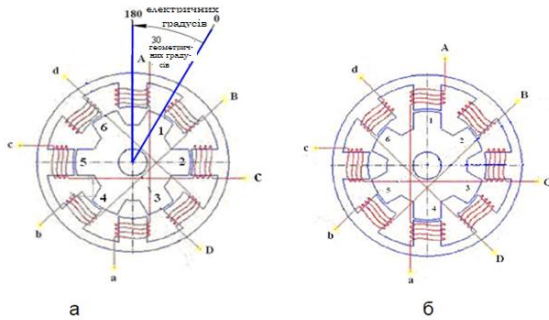 електричних
180 градусів 0
30
геометрич-
них граду-
сів
A
B
C
D
a
b
c
d
1
2
3
4
5
6
A
B
C
D
a
b
c
d
1
2
3
4
5
6
а
б